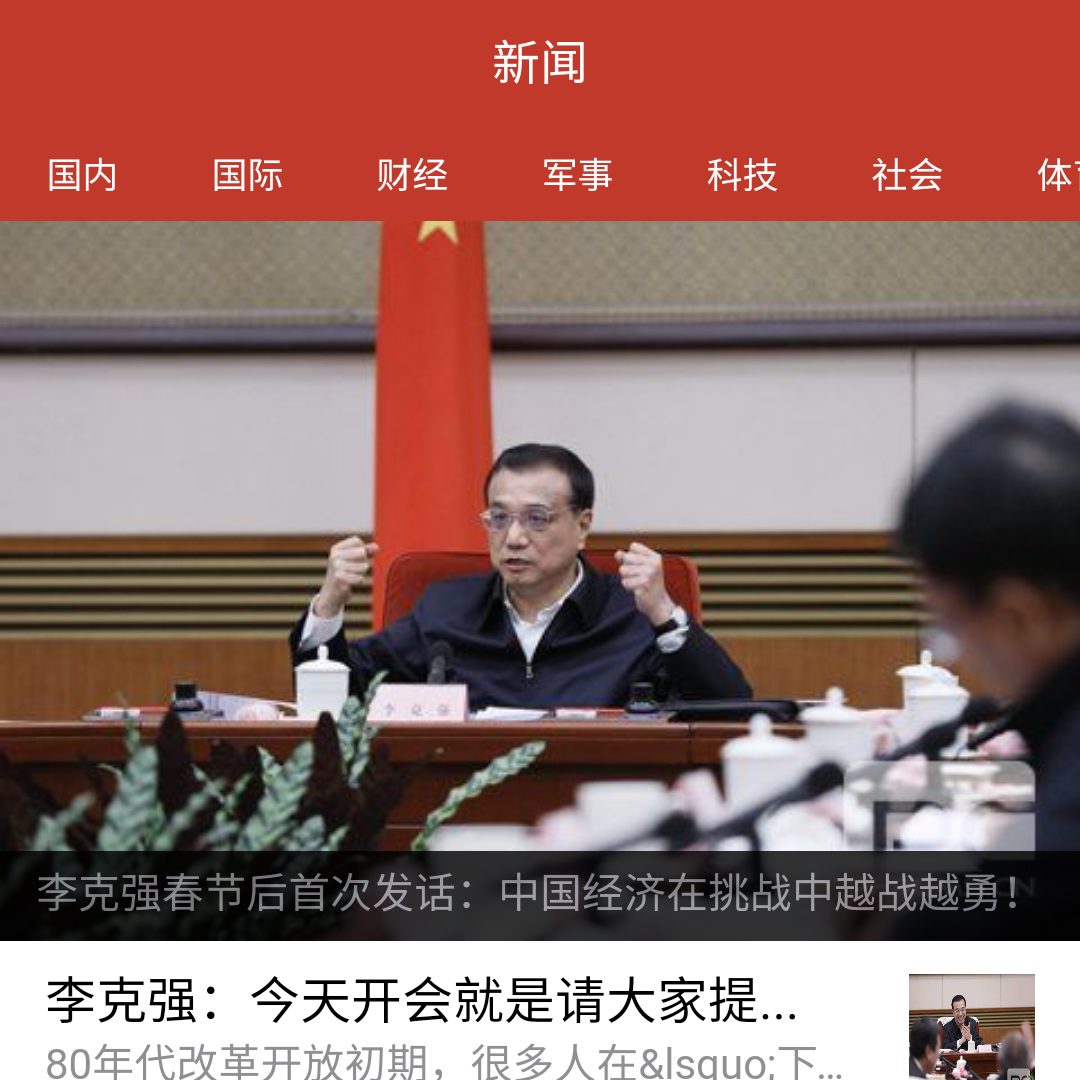 新闻
国内 国际 财经 军事 科技 社会
李克强
李克强春节后首次发话：中国经济在挑战中越战越勇！
李克强：今天开会就是请大家提...
80年代改革开放初期，很多人在&lsquo;下...